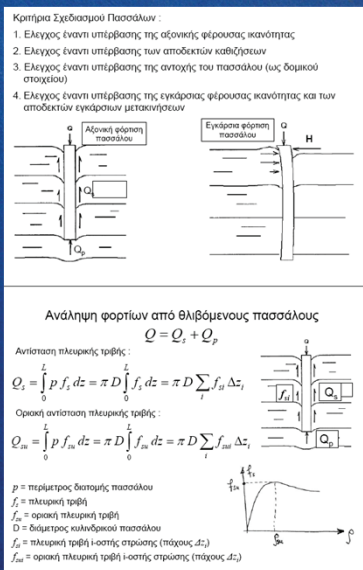 Κριτήρια Σχεδιασμού Πασσάλων :
1. Ελεγχος έναντι υπέρβασης της αξονικής φέρουσας ικανότητας
2. Ελεγχος έναντι υπέρβασης των αποδεκτών καθιζήσεων
3. Ελεγχος έναντι υπέρβασης της αντοχής του πασσάλου (ως δομικού
στοιχείου)
4. Ελεγχος έναντι υπέρβασης της εγκάρσιας φέρουσας ικανότητας και των
αποδεκτών εγκάρσιων μετακινήσεων
Q
Αξονική φόρτιση
πασσάλου
Q_s
Q_p
Εγκάρσια φόρτιση
πασσάλου
Q
H
Ανάληψη φορτίων από θλιβόμενους πασσάλους
Q = Q_s + Q_p
Αντίσταση πλευρικής τριβής :
Q_s = ∫_0^L p f_s dz = π D ∫_0^L f_s dz = π D ∑_i f_si Δz_i
Οριακή αντίσταση πλευρικής τριβής :
Q_su = ∫_0^L p f_su dz = π D ∫_0^L f_su dz = π D ∑_i f_sui Δz_i
p = περίμετρος διατομής πασσάλου
f_s = πλευρική τριβή
f_su = οριακή πλευρική τριβή
D = διάμετρος κυλινδρικού πασσάλου
f_si = πλευρική τριβή i-οστής στρώσης (πάχους Δz_i)
f_sui = οριακή πλευρική τριβή i-οστής στρώσης (πάχους Δz_i)
Q
f_si
Q_s
Q_p
f_s
f_su
ρ_su
ρ